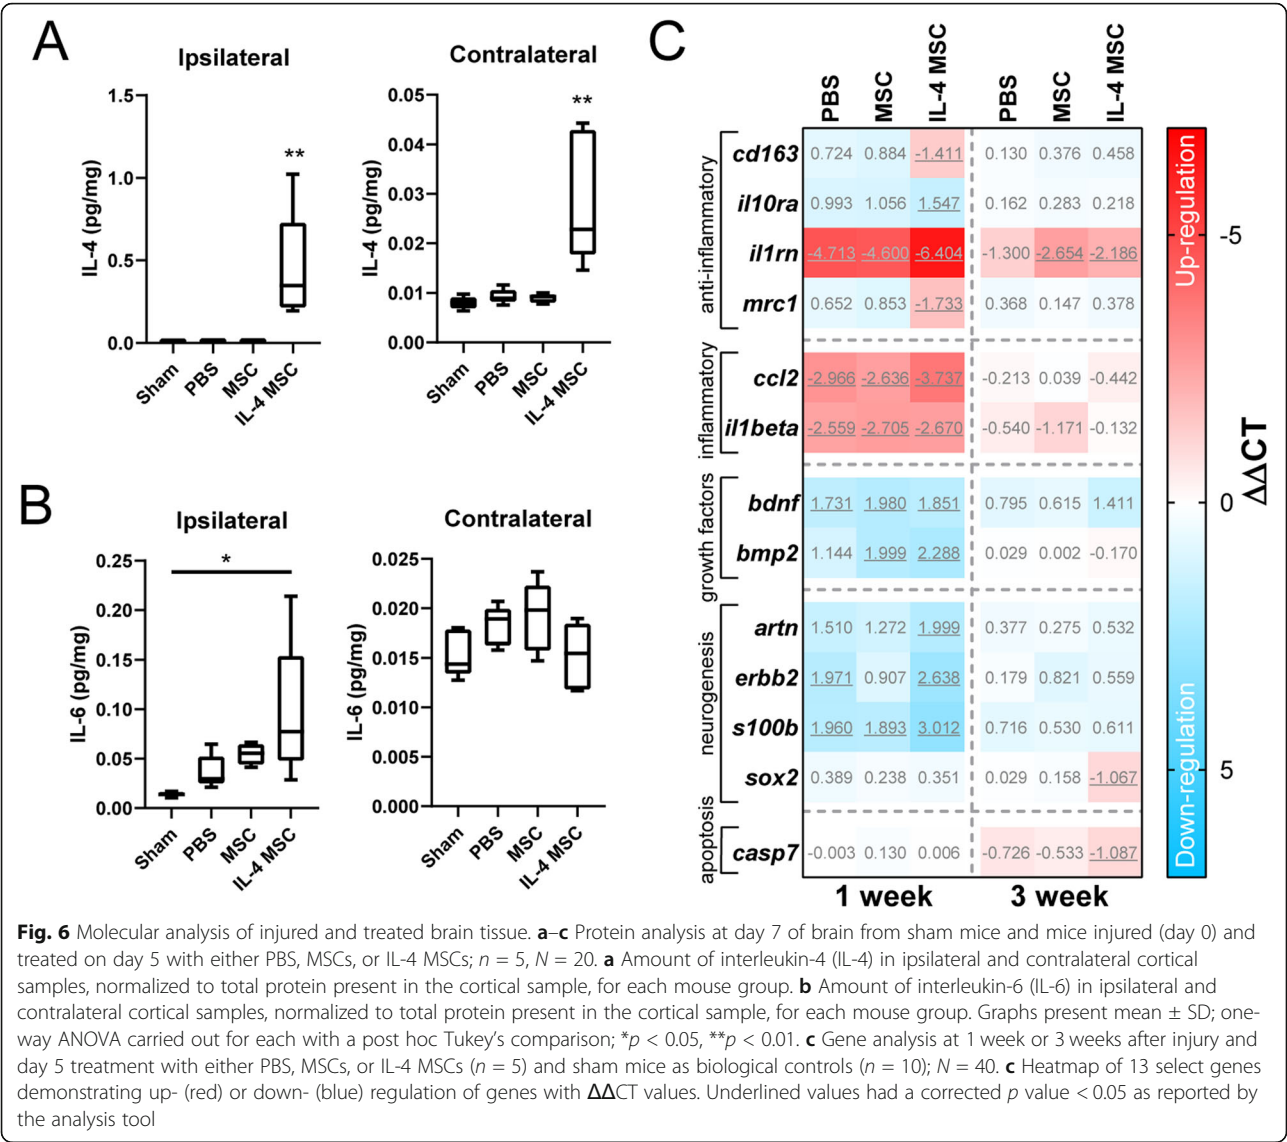 A
Ipsilateral
IL-4 (pg/mg)
1.5
1.0
0.5
0.0
**
Sham
PBS
MSC
IL-4 MSC
Contralateral
IL-4 (pg/mg)
0.05
0.04
0.03
0.02
0.01
0.00
**
Sham
PBS
MSC
IL-4 MSC
B
Ipsilateral
IL-6 (pg/mg)
0.25
0.20
0.15
0.10
0.05
0.00
*
Sham
PBS
MSC
IL-4 MSC
Contralateral
IL-6 (pg/mg)
0.025
0.020
0.015
0.010
0.005
0.000
Sham
PBS
MSC
IL-4 MSC
C
PBS MSC IL-4 MSC PBS MSC IL-4 MSC
anti-inflammatory
cd163 0.724 0.884 -1.411 0.130 0.376 0.458
il10ra 0.993 1.056 1.547 0.162 0.283 0.218
il1rn -4.713 -4.600 -6.404 -1.300 -2.654 -2.186
mrc1 0.652 0.853 -1.733 0.368 0.147 0.378
inflammatory
ccl2 -2.966 -2.636 -3.737 -0.213 0.039 -0.442
il1beta -2.559 -2.705 -2.670 -0.540 -1.171 -0.132
growth factors
bdnf 1.731 1.980 1.851 0.795 0.615 1.411
bmp2 1.144 1.999 2.288 0.029 0.002 -0.170
neurogenesis
artn 1.510 1.272 1.999 0.377 0.275 0.532
erbb2 1.971 0.907 2.638 0.179 0.821 0.559
s100b 1.960 1.893 3.012 0.716 0.530 0.611
sox2 0.389 0.238 0.351 0.029 0.158 -1.067
apoptosis
casp7 -0.003 0.130 0.006 -0.726 -0.533 -1.087
1 week 3 week
Up-regulation
Down-regulation
-5
0
5
ΔΔCT
Fig. 6 Molecular analysis of injured and treated brain tissue. a–c Protein analysis at day 7 of brain from sham mice and mice injured (day 0) and
treated on day 5 with either PBS, MSCs, or IL-4 MSCs; n = 5, N = 20. a Amount of interleukin-4 (IL-4) in ipsilateral and contralateral cortical
samples, normalized to total protein present in the cortical sample, for each mouse group. b Amount of interleukin-6 (IL-6) in ipsilateral and
contralateral cortical samples, normalized to total protein present in the cortical sample, for each mouse group. Graphs present mean ± SD; one-
way ANOVA carried out for each with a post hoc Tukey's comparison; *p < 0.05, **p < 0.01. c Gene analysis at 1 week or 3 weeks after injury and
day 5 treatment with either PBS, MSCs, or IL-4 MSCs (n = 5) and sham mice as biological controls (n = 10); N = 40. c Heatmap of 13 select genes
demonstrating up- (red) or down- (blue) regulation of genes with ΔΔCT values. Underlined values had a corrected p value < 0.05 as reported by
the analysis tool